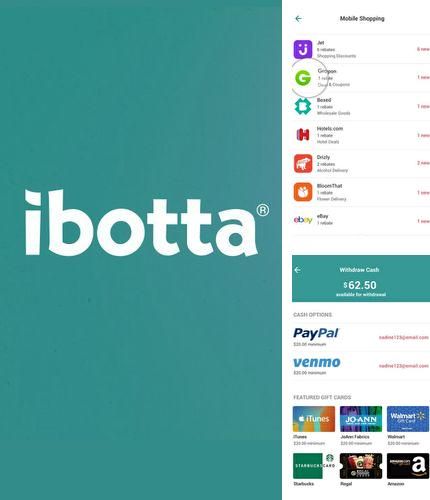 ibotta®
Mobile Shopping
Jet
5 rebates
6 new
Shopping Discounts
Groupon
1 rebate
1 new
Deals & Coupons
Boxed
1 rebate
1 new
Wholesale Goods
Hotels.com
1 rebate
1 new
Hotel Deals
Drizly
2 rebates
2 new
Alcohol Delivery
BloomThat
1 rebate
1 new
Flower Delivery
ebay
eBay
1 rebate
1 new
Withdraw Cash
$62.50
available for withdrawal
CASH OPTIONS
PayPal
$20.00 minimum
nadine123@email.com
venmo
$20.00 minimum
nadine123@email.com
FEATURED GIFT CARDS
iTunes
JO-ANN
Walmart
Gift Card
iTunes
JoAnn Fabrics
Walmart
$20.00 minimum
$20.00 minimum
$20.00 minimum
STARBUCKS CARD
REGAL
amazon.com
a
Starbucks
Regal
Amazon